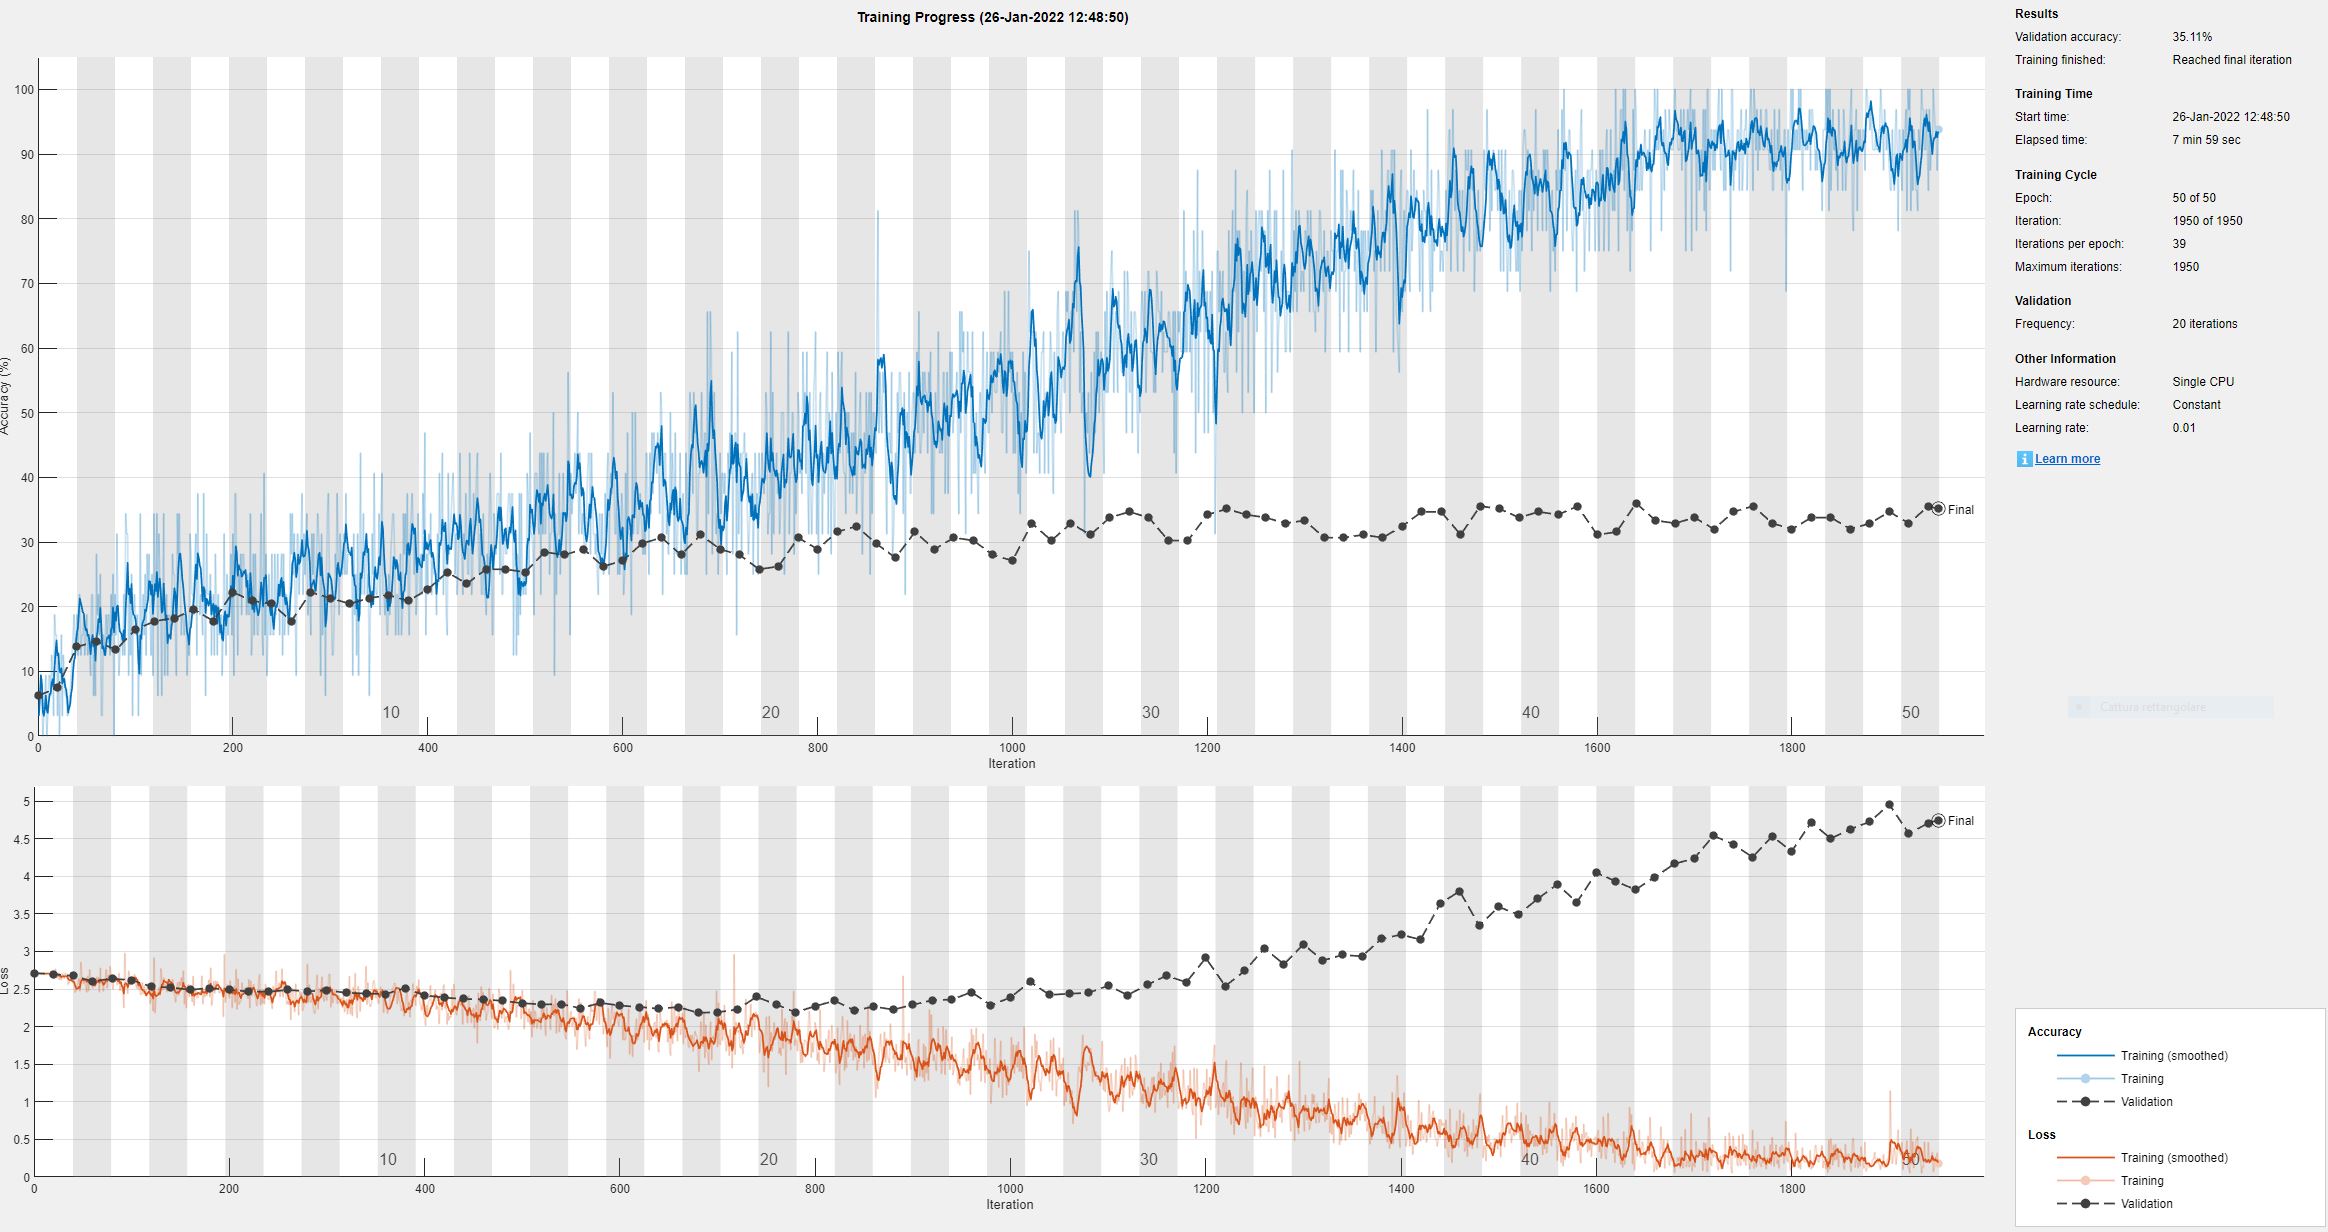 Training Progress (26-Jan-2022 12:48:50)
Accuracy (%)
100
90
80
70
60
50
40
30
20
10
0
Final
10 20 30 40 50
0 200 400 600 800 1000 1200 1400 1600 1800
Iteration
Loss
5
4.5
4
3.5
3
2.5
2
1.5
1
0.5
0
Final
10 20 30 40 50
0 200 400 600 800 1000 1200 1400 1600 1800
Iteration
Results
Validation accuracy: 35.11%
Training finished: Reached final iteration
Training Time
Start time: 26-Jan-2022 12:48:50
Elapsed time: 7 min 59 sec
Training Cycle
Epoch: 50 of 50
Iteration: 1950 of 1950
Iterations per epoch: 39
Maximum iterations: 1950
Validation
Frequency: 20 iterations
Other Information
Hardware resource: Single CPU
Learning rate schedule: Constant
Learning rate: 0.01
i Learn more
Cattura rettangolare
Accuracy
Training (smoothed)
Training
Validation
Loss
Training (smoothed)
Training
Validation